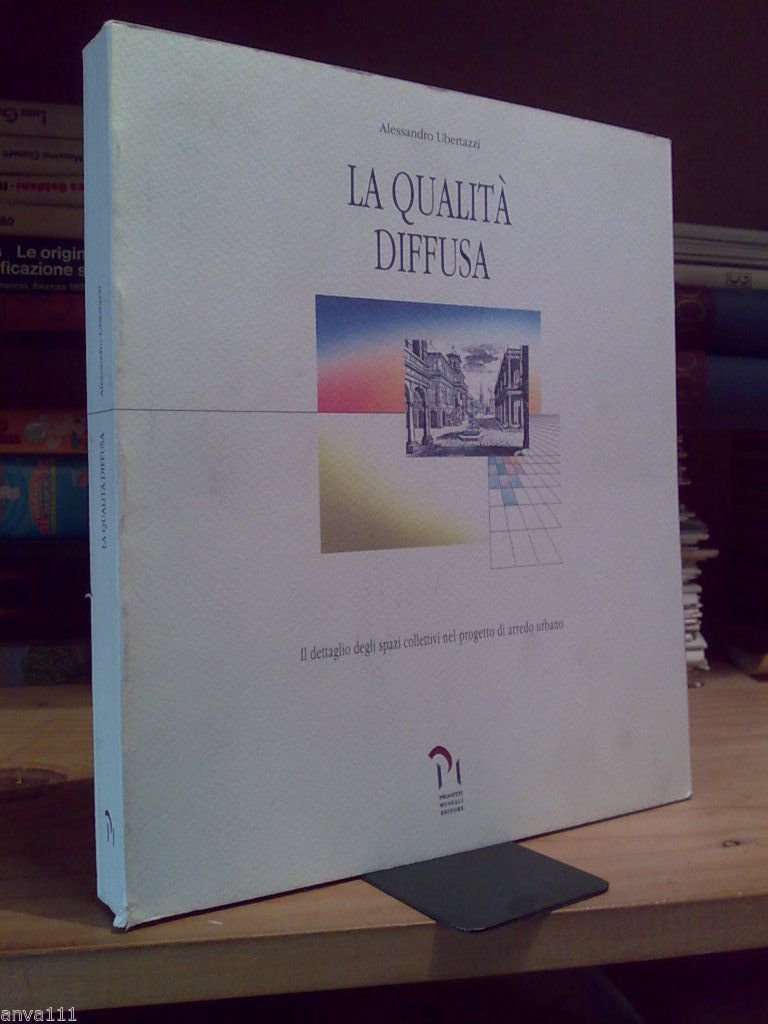 Alessandro Ubertazzi
LA QUALITÀ
DIFFUSA
Il dettaglio degli spazi collettivi nel progetto di arredo urbano
PROGETTI
MUSEALI
EDITORE
LA QUALITÀ DIFFUSA
Alessandro Ubertazzi
Le origin
ficazione s
anva111